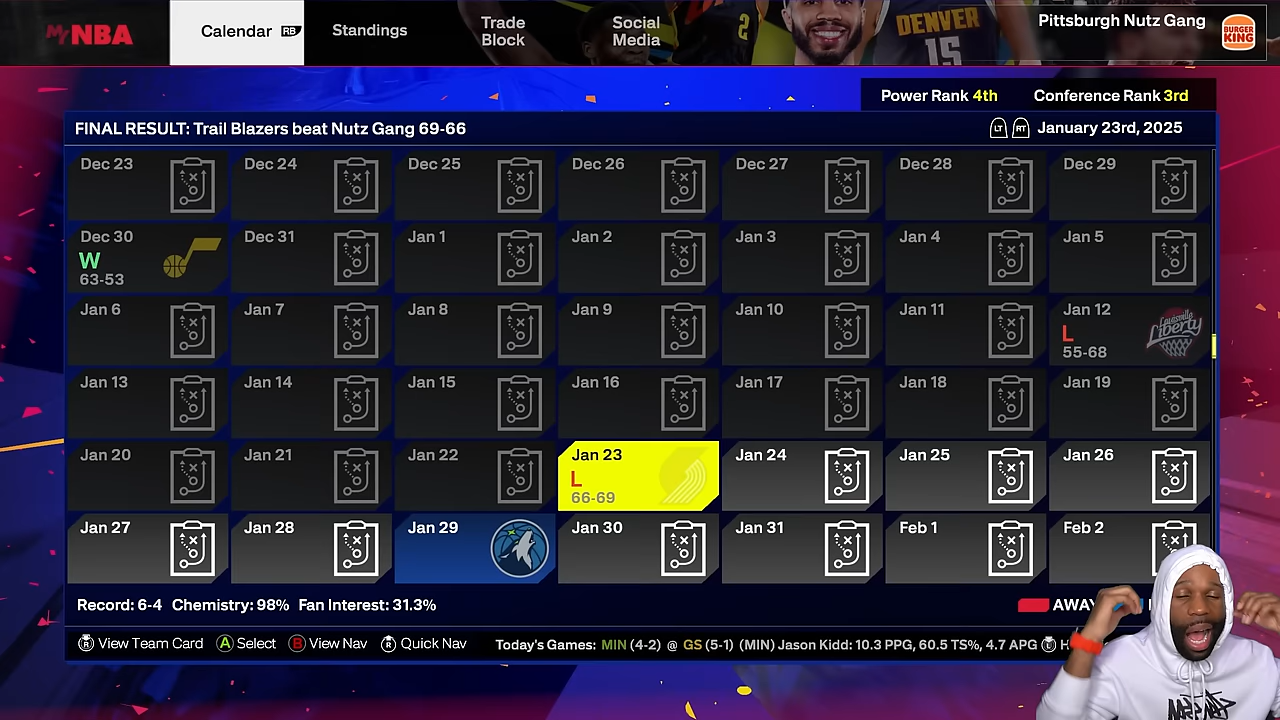 MyNBA
Calendar RB
Standings
Trade Block
Social Media
DENVER
15
2
Pittsburgh Nutz Gang
BURGER KING
Power Rank 4th Conference Rank 3rd
FINAL RESULT: Trail Blazers beat Nutz Gang 69-66
LT RT January 23rd, 2025
Dec 23 Dec 24 Dec 25 Dec 26 Dec 27 Dec 28 Dec 29
Dec 30 Dec 31 Jan 1 Jan 2 Jan 3 Jan 4 Jan 5
W
63-53
Jan 6 Jan 7 Jan 8 Jan 9 Jan 10 Jan 11 Jan 12
L
55-68
Louisville Liberty
Jan 13 Jan 14 Jan 15 Jan 16 Jan 17 Jan 18 Jan 19
Jan 20 Jan 21 Jan 22 Jan 23 Jan 24 Jan 25 Jan 26
L
66-69
Jan 27 Jan 28 Jan 29 Jan 30 Jan 31 Feb 1 Feb 2
Record: 6-4 Chemistry: 98% Fan Interest: 31.3%
AWAY
R View Team Card A Select B View Nav R Quick Nav
Today's Games: MIN (4-2) @ GS (5-1) (MIN) Jason Kidd: 10.3 PPG, 60.5 TS%, 4.7 APG L H